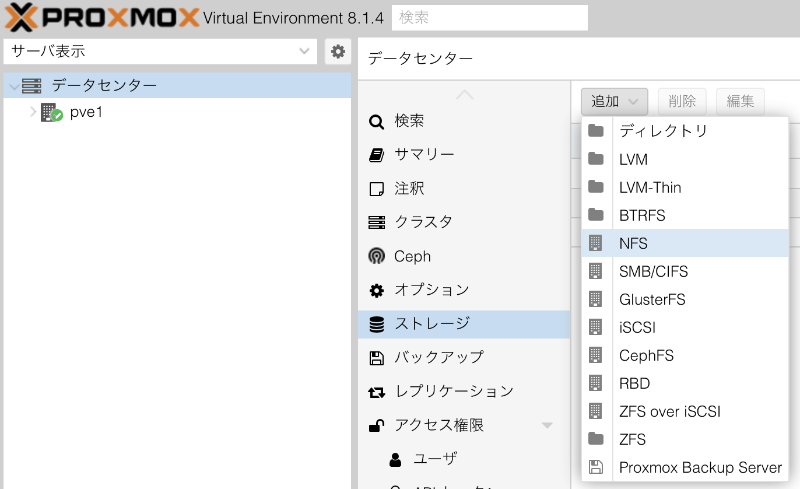 PROXMOX Virtual Environment 8.1.4 検索
サーバ表示
データセンター
pve1
データセンター
検索
サマリー
注釈
クラスタ
Ceph
オプション
ストレージ
バックアップ
レプリケーション
アクセス権限
ユーザ
追加 削除 編集
ディレクトリ
LVM
LVM-Thin
BTRFS
NFS
SMB/CIFS
GlusterFS
iSCSI
CephFS
RBD
ZFS over iSCSI
ZFS
Proxmox Backup Server